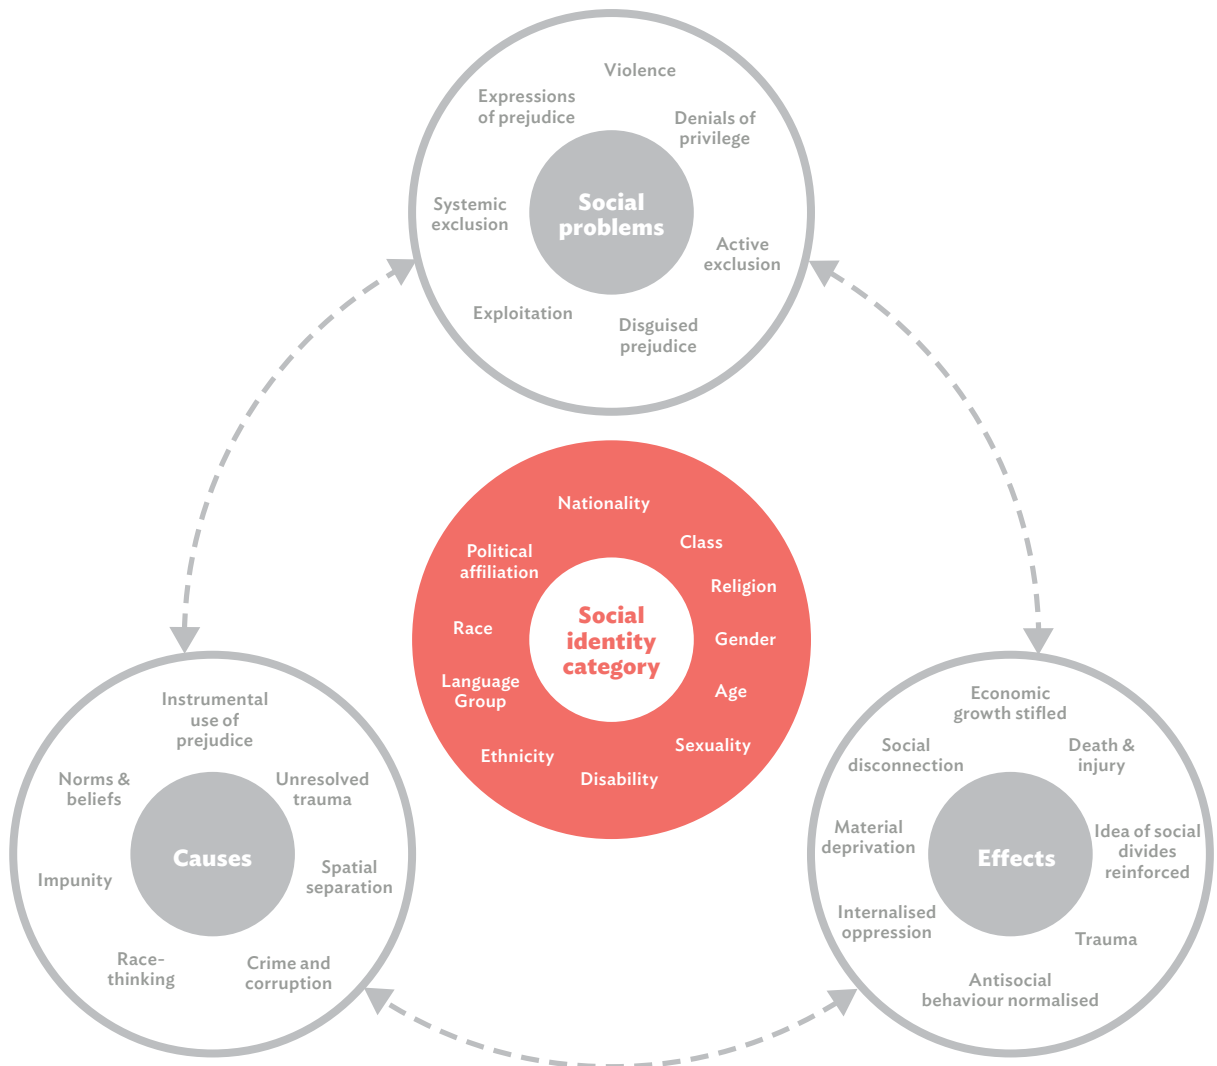 Violence
Expressions
of prejudice
Denials of
privilege
Social
problems
Systemic
exclusion
Active
exclusion
Exploitation
Disguised
prejudice
Nationality
Class
Political
affiliation
Religion
Social
identity
category
Race
Gender
Language
Group
Age
Ethnicity
Sexuality
Disability
Instrumental
use of
prejudice
Norms &
beliefs
Unresolved
trauma
Causes
Impunity
Spatial
separation
Race-
thinking
Crime and
corruption
Economic
growth stifled
Social
disconnection
Death &
injury
Material
deprivation
Effects
Idea of social
divides
reinforced
Internalised
oppression
Trauma
Antisocial
behaviour normalised